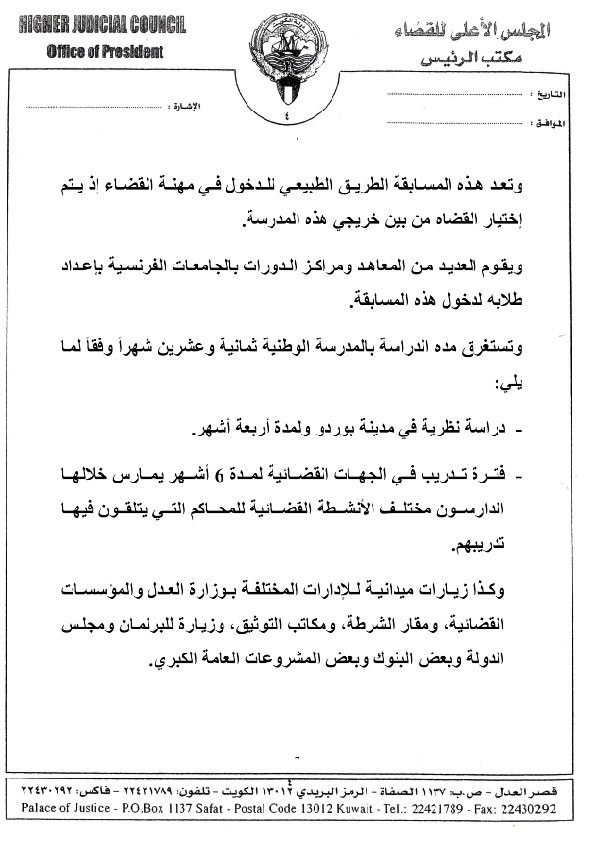 HIGHER JUDICIAL COUNCIL
Office of President
المجلس الأعلى للقضاء
مكتب الرئيس
التاريخ :
الموافق :
الإشارة :
٤
وتعد هذه المسابقة الطريق الطبيعي للدخول في مهنة القضاء إذ يتم
إختبار القضاه من بين خريجي هذه المدرسة.
ويقوم العديد من المعاهد ومراكز الدورات بالجامعات الفرنسية بإعداد
طلابه لدخول هذه المسابقة.
وتستغرق مده الدراسة بالمدرسة الوطنية ثمانية وعشرين شهراً وفقاً لما
يلي:
- دراسة نظرية في مدينة بوردو ولمدة أربعة أشهر.
- فترة تدريب في الجهات القضائية لمدة 6 أشهر يمارس خلالها
الدارسون مختلف الأنشطة القضائية للمحاكم التي يتلقون فيها
تدريبهم.
وكذا زيارات ميدانية للإدارات المختلفة بوزارة العدل والمؤسسات
القضائية، ومقار الشرطة، ومكاتب التوثيق، وزيارة للبرلمان ومجلس
الدولة وبعض البنوك وبعض المشروعات العامة الكبري.
٤
قصر العدل - ص.ب: ١١٣٧ الصفاة - الرمز البريدي ١٣٠١٢ الكويت - تلفون: ٢٢٤٢١٧٨٩ - فاكس: ٢٢٤٣٠٢٩٢
Palace of Justice - P.O.Box 1137 Safat - Postal Code 13012 Kuwait - Tel.: 22421789 - Fax: 22430292